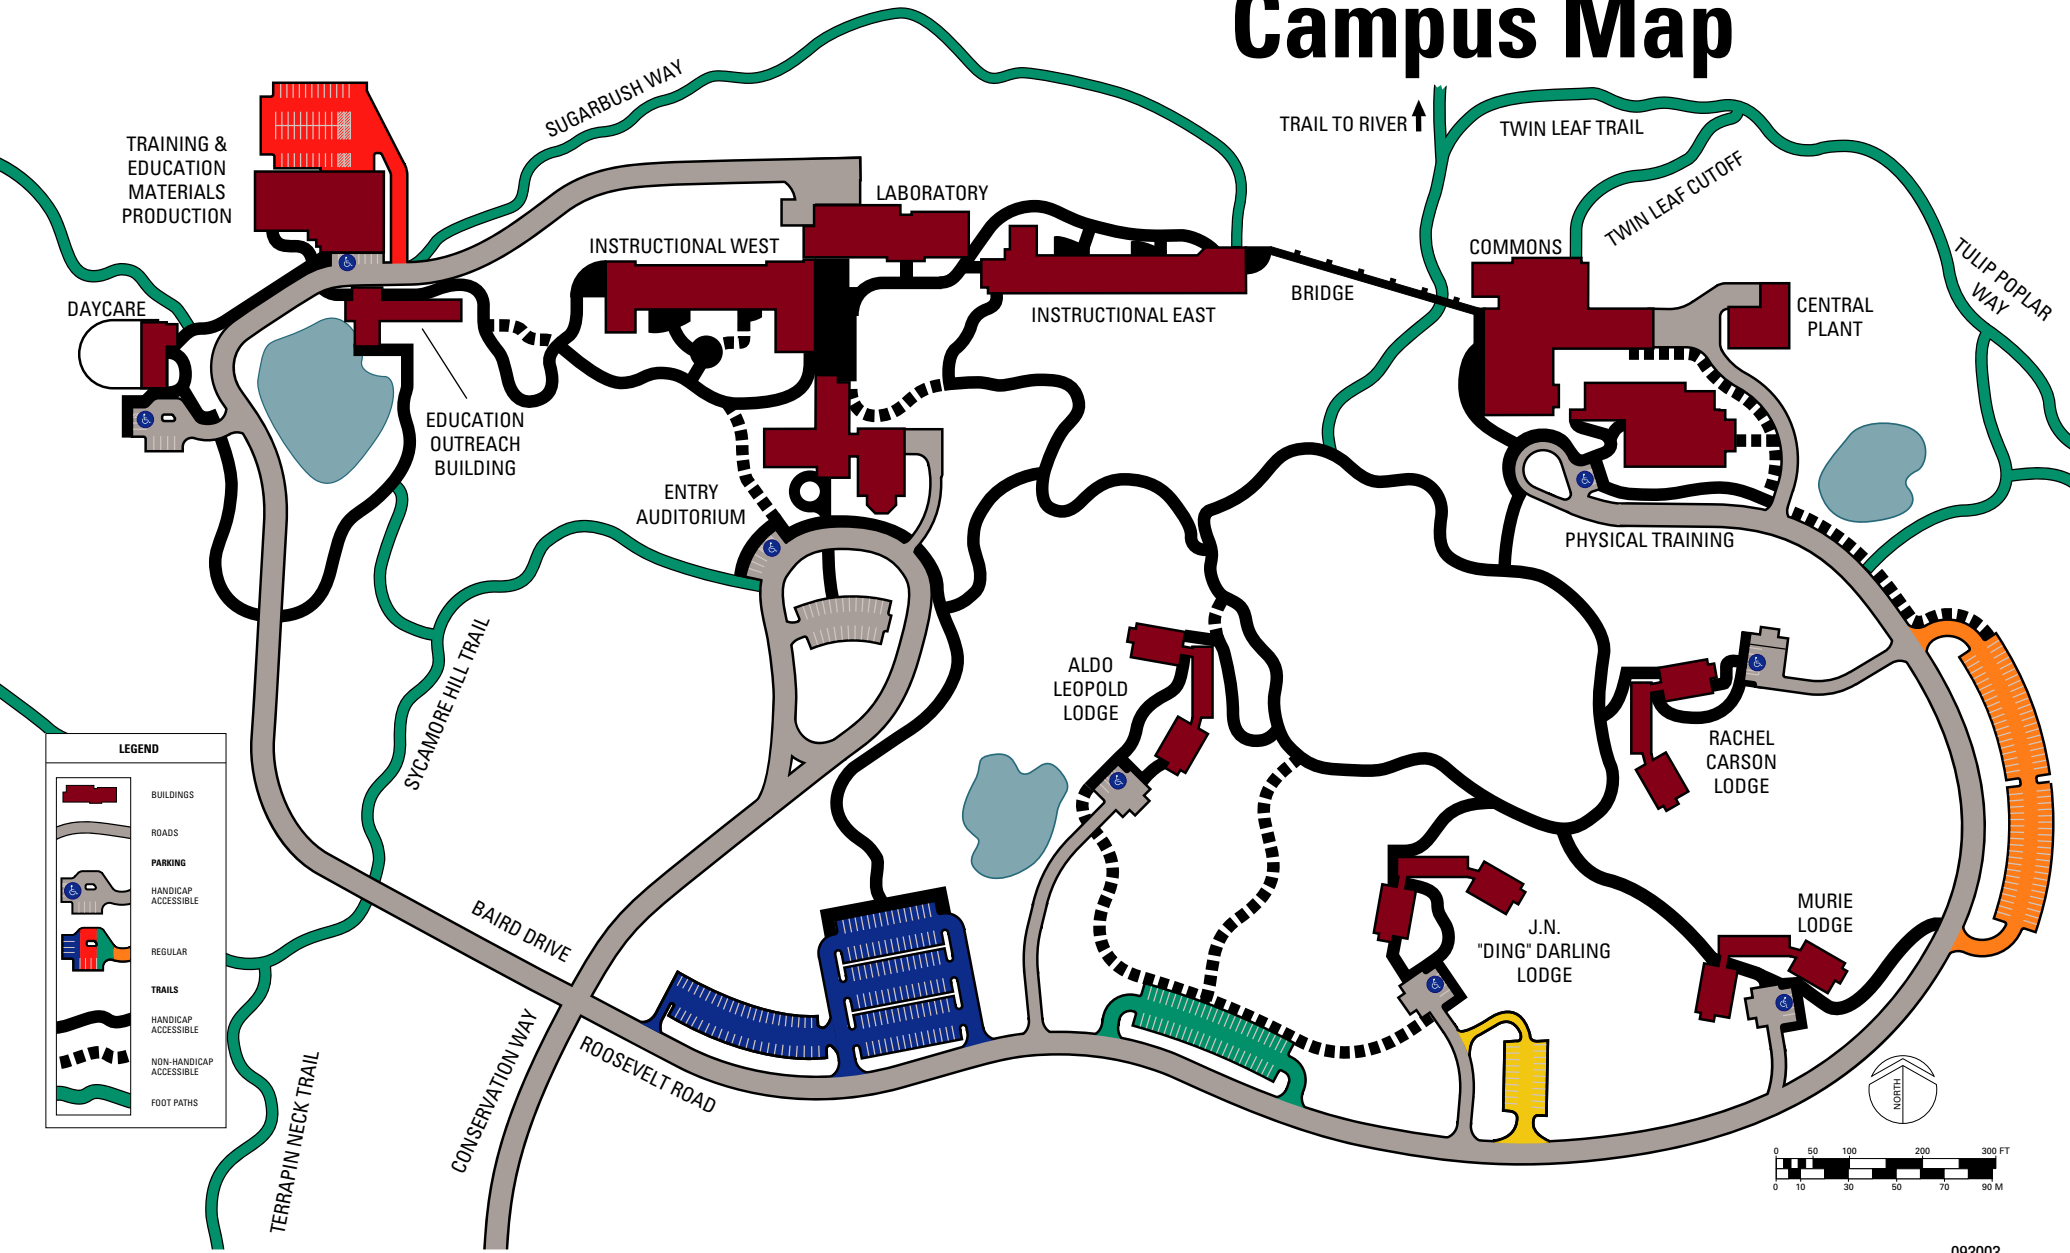 Campus Map
SUGARBUSH WAY
TRAIL TO RIVER
TWIN LEAF TRAIL
TWIN LEAF CUTOFF
TULIP POPLAR
WAY
TRAINING &
EDUCATION
MATERIALS
PRODUCTION
LABORATORY
INSTRUCTIONAL WEST
COMMONS
BRIDGE
INSTRUCTIONAL EAST
CENTRAL
PLANT
DAYCARE
EDUCATION
OUTREACH
BUILDING
ENTRY
AUDITORIUM
PHYSICAL TRAINING
SYCAMORE HILL TRAIL
ALDO
LEOPOLD
LODGE
RACHEL
CARSON
LODGE
LEGEND
BUILDINGS
ROADS
PARKING
HANDICAP
ACCESSIBLE
REGULAR
TRAILS
HANDICAP
ACCESSIBLE
NON-HANDICAP
ACCESSIBLE
FOOT PATHS
BAIRD DRIVE
J.N.
"DING" DARLING
LODGE
MURIE
LODGE
CONSERVATION WAY
ROOSEVELT ROAD
TERRAPIN NECK TRAIL
NORTH
0 50 100 200 300 FT
0 10 30 50 70 90 M
092002